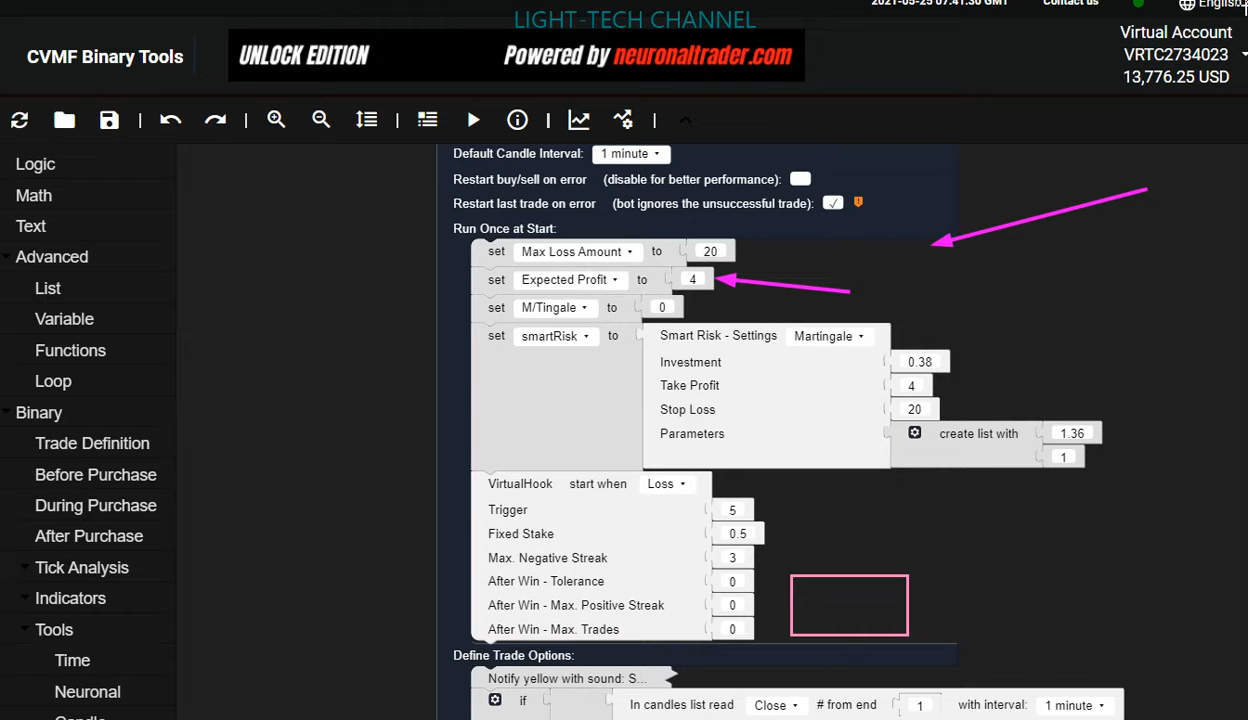 2021-05-25 07:41:30 GMT
Contact us
English
LIGHT-TECH CHANNEL
CVMF Binary Tools
UNLOCK EDITION
Powered by neuronaltrader.com
Virtual Account
VRTC2734023
13,776.25 USD
Logic
Math
Text
Advanced
List
Variable
Functions
Loop
Binary
Trade Definition
Before Purchase
During Purchase
After Purchase
Tick Analysis
Indicators
Tools
Time
Neuronal
Default Candle Interval: 1 minute
Restart buy/sell on error (disable for better performance):
Restart last trade on error (bot ignores the unsuccessful trade): ✓
Run Once at Start:
set Max Loss Amount to 20
set Expected Profit to 4
set M/Tingale to 0
set smartRisk to Smart Risk - Settings Martingale
Investment 0.38
Take Profit 4
Stop Loss 20
Parameters create list with 1.36
1
VirtualHook start when Loss
Trigger 5
Fixed Stake 0.5
Max. Negative Streak 3
After Win - Tolerance 0
After Win - Max. Positive Streak 0
After Win - Max. Trades 0
Define Trade Options:
Notify yellow with sound: S...
if In candles list read Close # from end 1 with interval: 1 minute